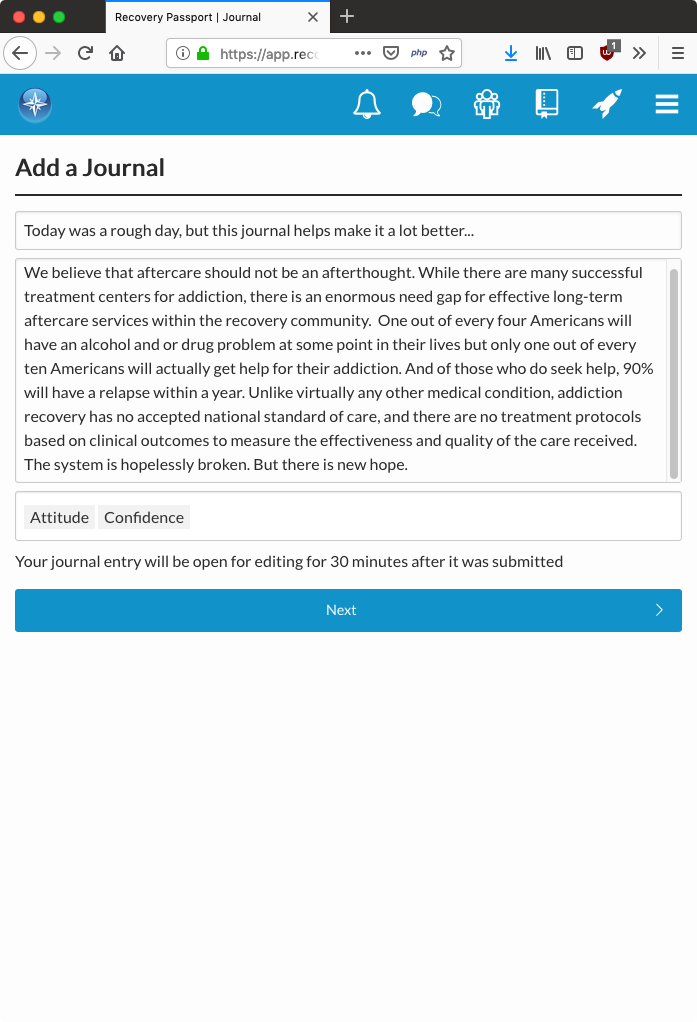 Recovery Passport | Journal
https://app.reco
php
1
Add a Journal
Today was a rough day, but this journal helps make it a lot better...
We believe that aftercare should not be an afterthought. While there are many successful
treatment centers for addiction, there is an enormous need gap for effective long-term
aftercare services within the recovery community.  One out of every four Americans will
have an alcohol and or drug problem at some point in their lives but only one out of every
ten Americans will actually get help for their addiction. And of those who do seek help, 90%
will have a relapse within a year. Unlike virtually any other medical condition, addiction
recovery has no accepted national standard of care, and there are no treatment protocols
based on clinical outcomes to measure the effectiveness and quality of the care received.
The system is hopelessly broken. But there is new hope.
Attitude Confidence
Your journal entry will be open for editing for 30 minutes after it was submitted
Next